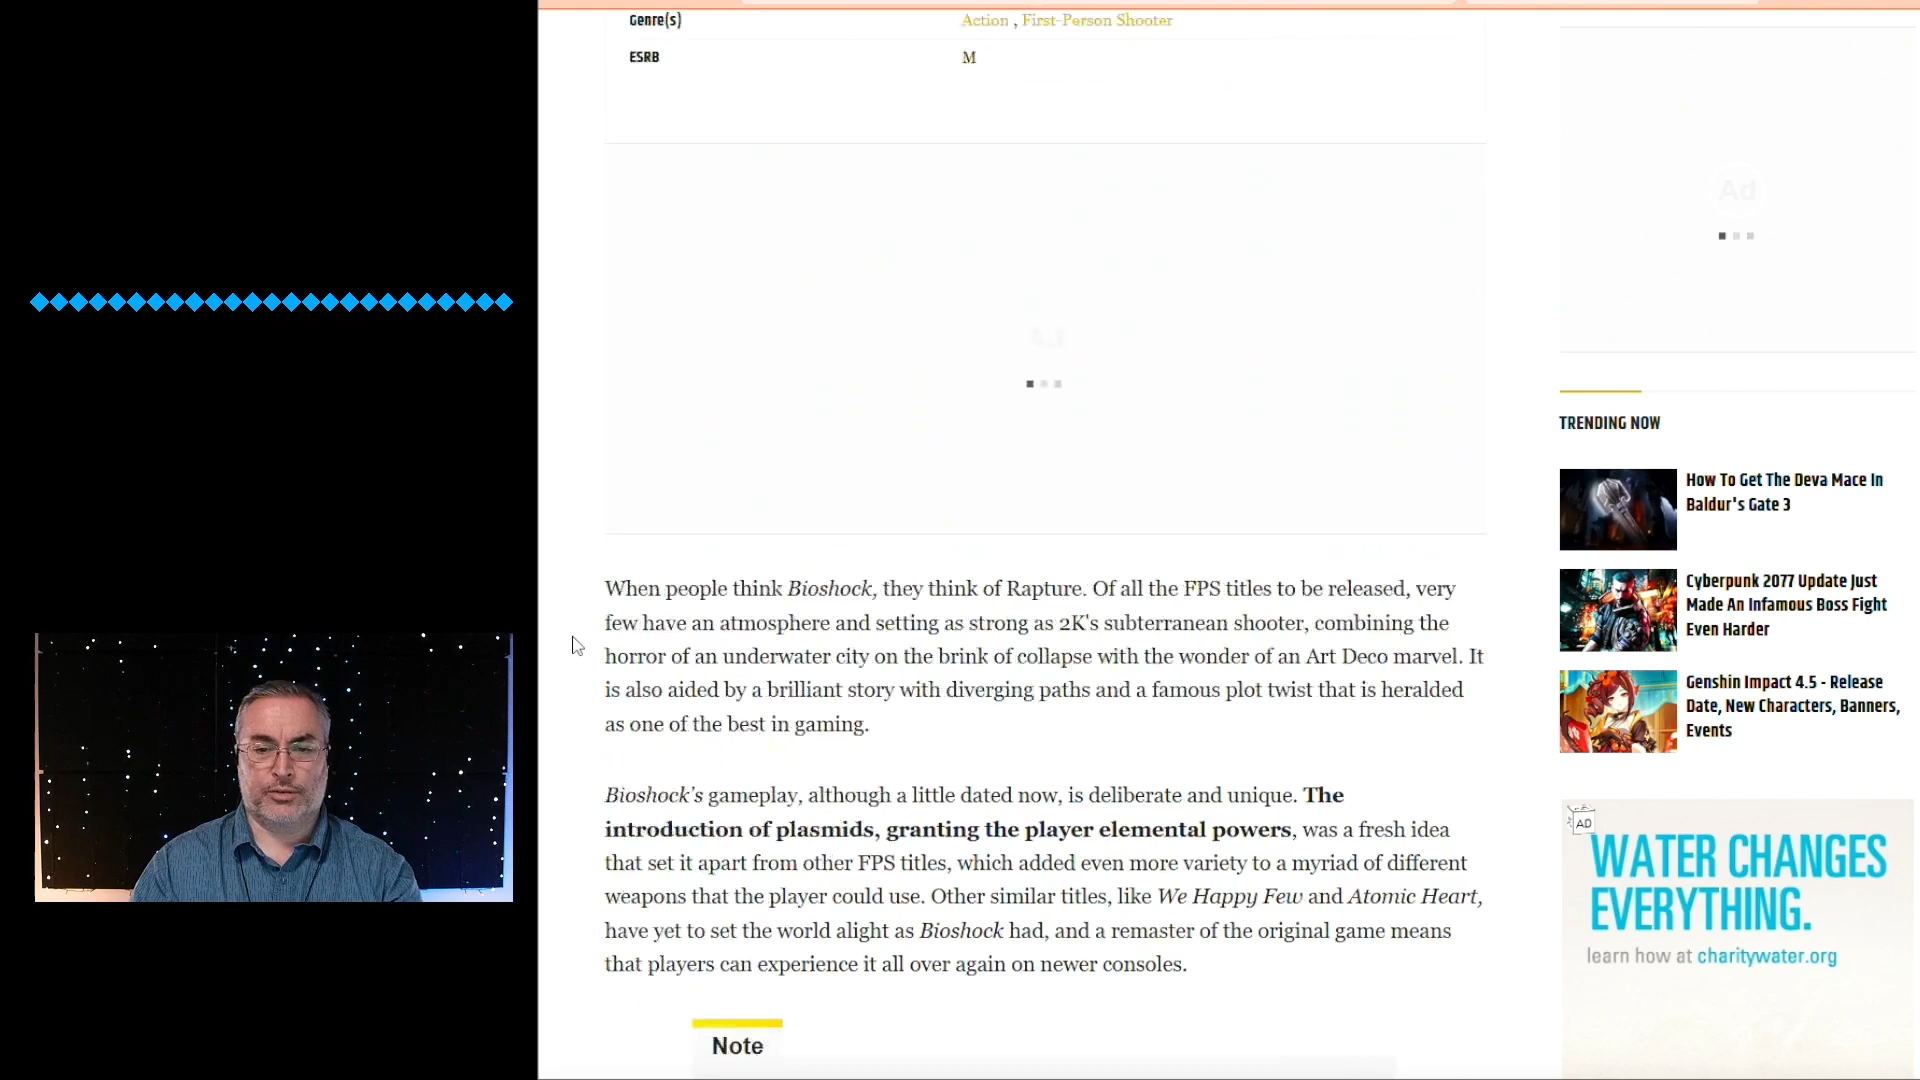 Genre(s)
Action , First-Person Shooter
ESRB
M
Ad
When people think Bioshock, they think of Rapture. Of all the FPS titles to be released, very
few have an atmosphere and setting as strong as 2K's subterranean shooter, combining the
horror of an underwater city on the brink of collapse with the wonder of an Art Deco marvel. It
is also aided by a brilliant story with diverging paths and a famous plot twist that is heralded
as one of the best in gaming.
Bioshock's gameplay, although a little dated now, is deliberate and unique. The
introduction of plasmids, granting the player elemental powers, was a fresh idea
that set it apart from other FPS titles, which added even more variety to a myriad of different
weapons that the player could use. Other similar titles, like We Happy Few and Atomic Heart,
have yet to set the world alight as Bioshock had, and a remaster of the original game means
that players can experience it all over again on newer consoles.
Note
TRENDING NOW
How To Get The Deva Mace In
Baldur's Gate 3
Cyberpunk 2077 Update Just
Made An Infamous Boss Fight
Even Harder
Genshin Impact 4.5 - Release
Date, New Characters, Banners,
Events
AD
WATER CHANGES
EVERYTHING.
learn how at charitywater.org